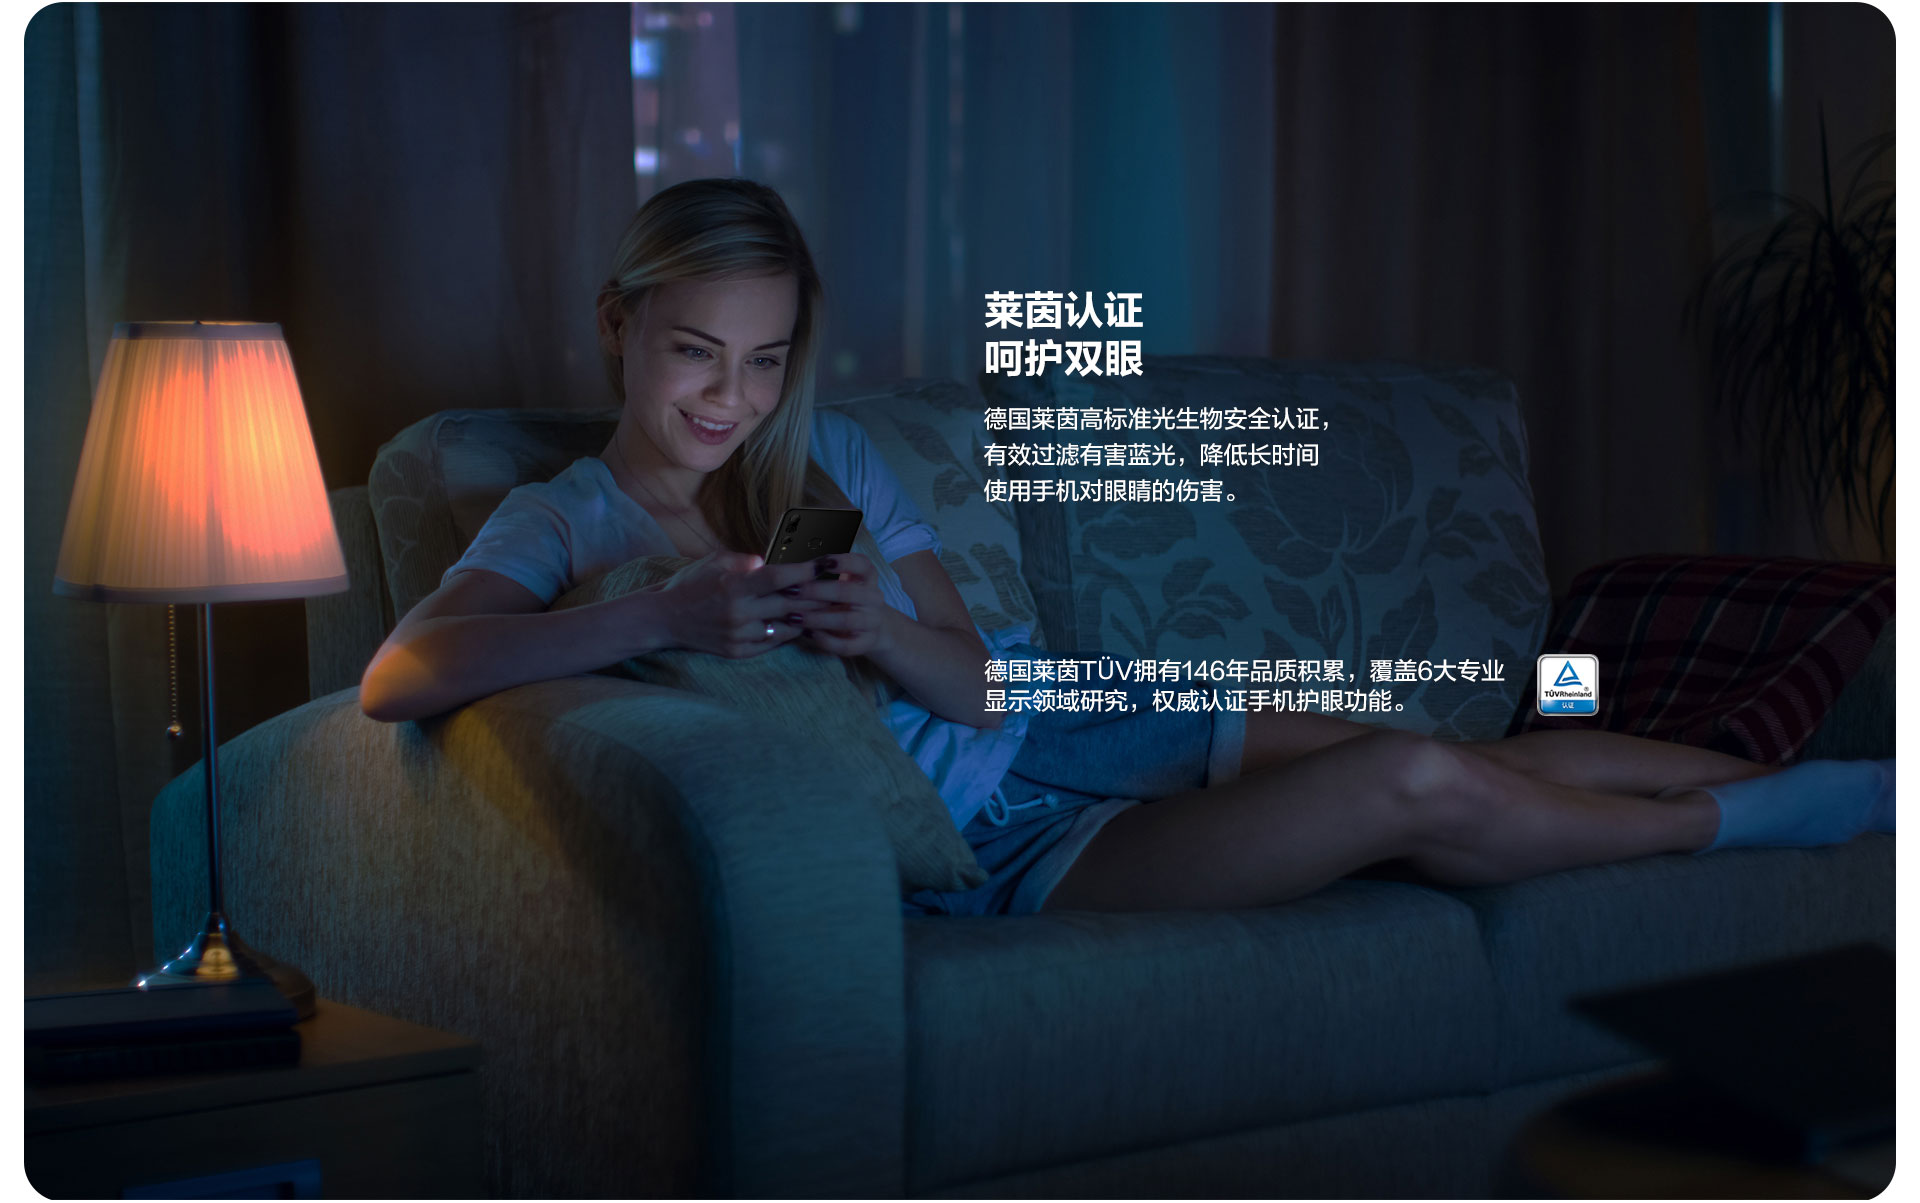 莱茵认证
呵护双眼
德国莱茵高标准光生物安全认证，
有效过滤有害蓝光，降低长时间
使用手机对眼睛的伤害。
德国莱茵TÜV拥有146年品质积累，覆盖6大专业
显示领域研究，权威认证手机护眼功能。
TÜVRheinland®
认证